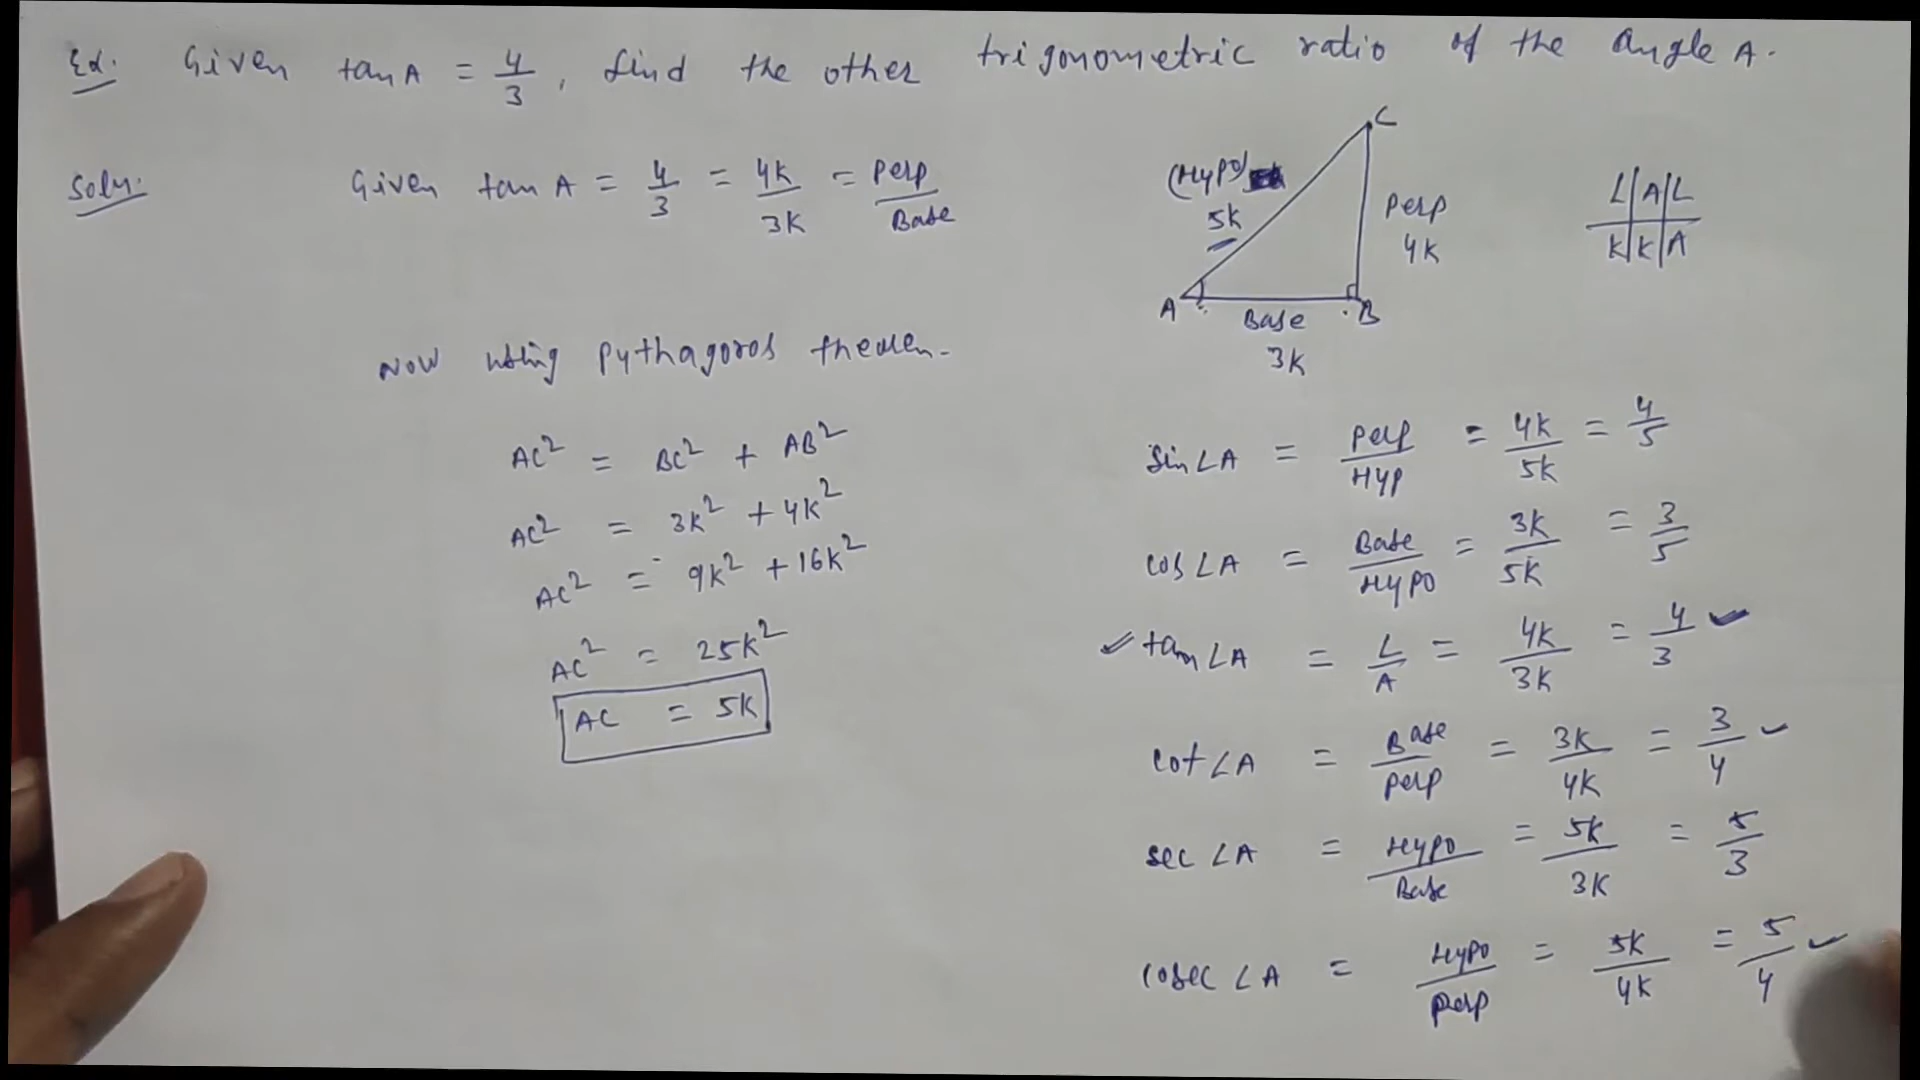 Ex. Given tan A = 4/3, find the other trigonometric ratio of the angle A.
Soln. Given tan A = 4/3 = 4K/3K = Perp/Base
C
(Hypo)
5K
Perp
4K
A
Base
B
3K
L|A|L
K|K|A
Now using Pythagoros theorem.
AC² = BC² + AB²
AC² = 3K² + 4K²
AC² = 9K² + 16K²
AC² = 25K²
AC = 5K
Sin∠A = Perp/HYP = 4K/5K = 4/5
Cos∠A = Base/Hypo = 3K/5K = 3/5
✓ tan∠A = L/A = 4K/3K = 4/3 ✓
Cot∠A = Base/Perp = 3K/4K = 3/4 ✓
Sec∠A = Hypo/Base = 5K/3K = 5/3
Cosec∠A = Hypo/Perp = 5K/4K = 5/4 ✓